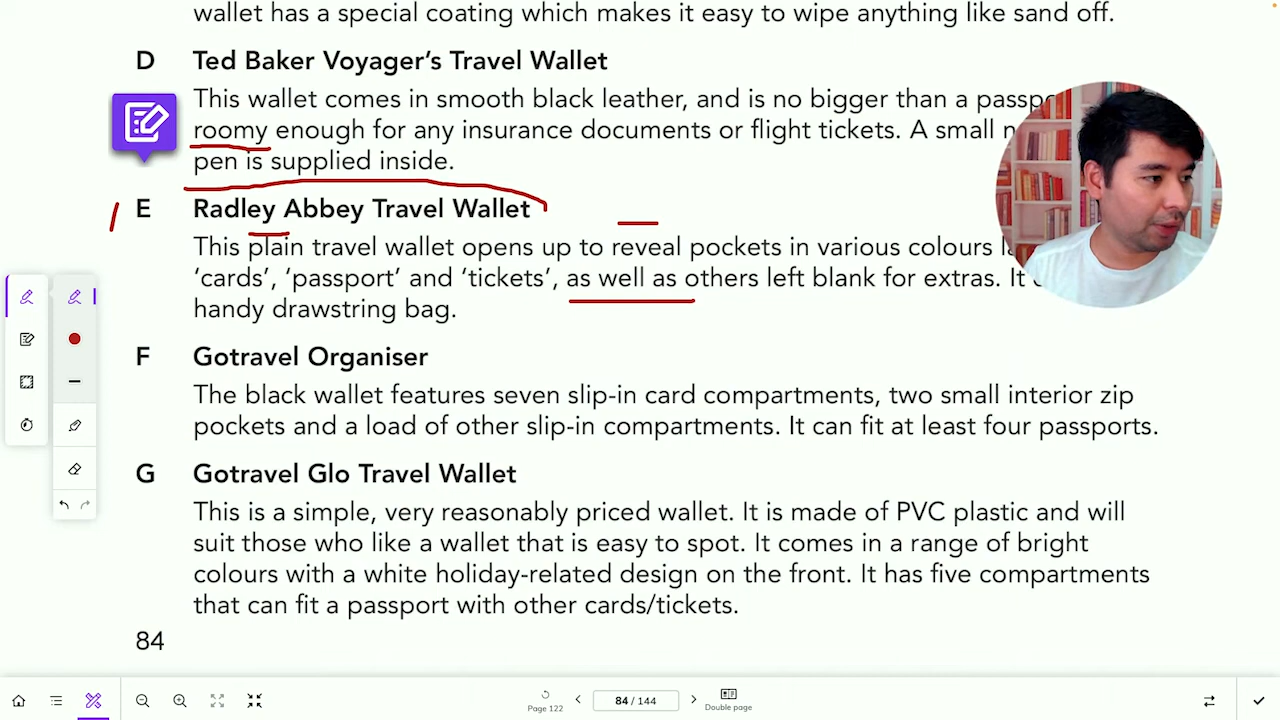 wallet has a special coating which makes it easy to wipe anything like sand off.
D Ted Baker Voyager's Travel Wallet
This wallet comes in smooth black leather, and is no bigger than a
roomy enough for any insurance documents or flight tickets. A small
pen is supplied inside.
E Radley Abbey Travel Wallet
This plain travel wallet opens up to reveal pockets in various colours
'cards', 'passport' and 'tickets', as well as others left blank for extras. It
handy drawstring bag.
F Gotravel Organiser
The black wallet features seven slip-in card compartments, two small interior zip
pockets and a load of other slip-in compartments. It can fit at least four passports.
G Gotravel Glo Travel Wallet
This is a simple, very reasonably priced wallet. It is made of PVC plastic and will
suit those who like a wallet that is easy to spot. It comes in a range of bright
colours with a white holiday-related design on the front. It has five compartments
that can fit a passport with other cards/tickets.
84
Page 122
84 / 144
Double page